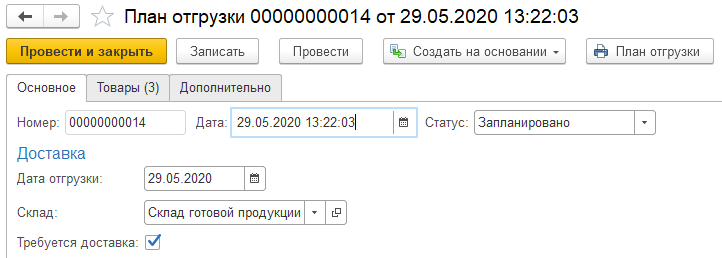 План отгрузки 00000000014 от 29.05.2020 13:22:03
Провести и закрыть Записать Провести Создать на основании План отгрузки
Основное Товары (3) Дополнительно
Номер: 00000000014 Дата: 29.05.2020 13:22:03 Статус: Запланировано
Доставка
Дата отгрузки: 29.05.2020
Склад: Склад готовой продукции
Требуется доставка: